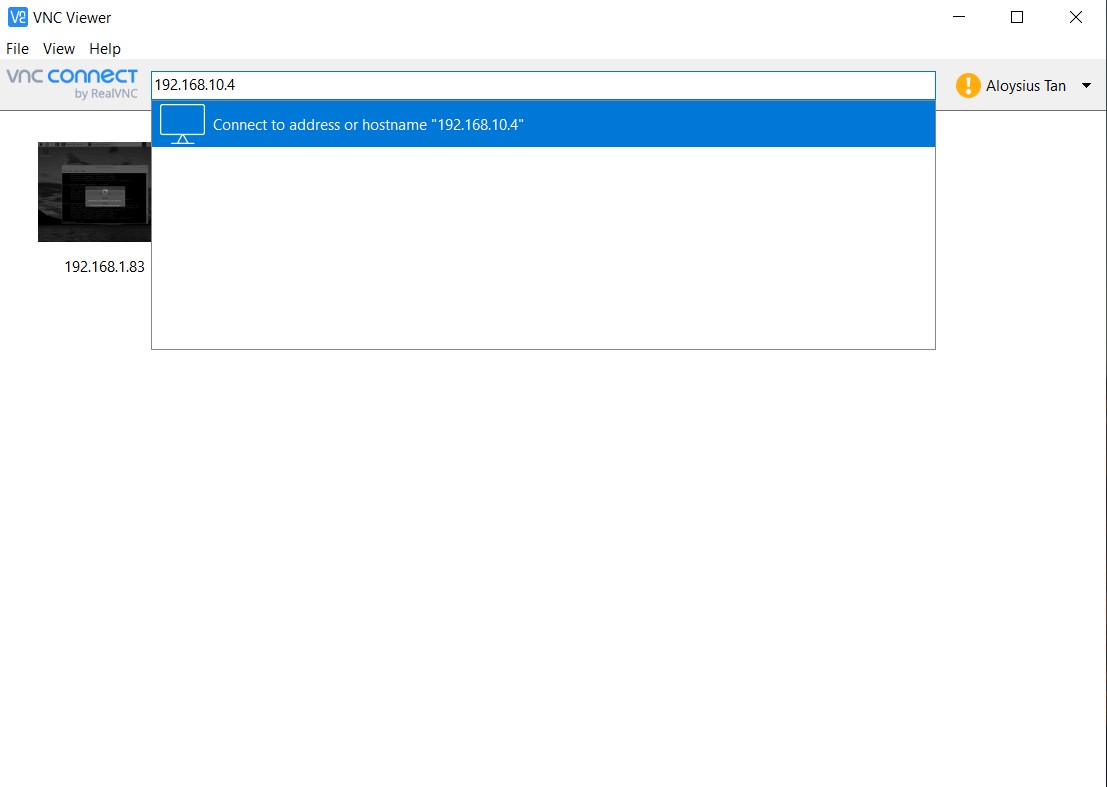 VNC Viewer
File View Help
vnc connect
by RealVNC
192.168.10.4
Aloysius Tan
Connect to address or hostname "192.168.10.4"
192.168.1.83